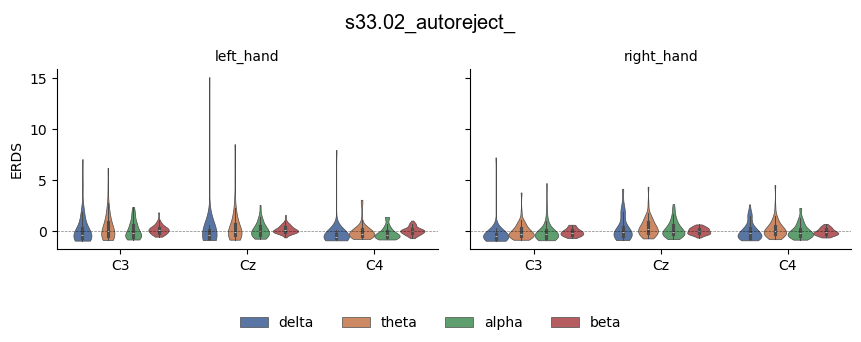 s33.02_autoreject_
left_hand
right_hand
15
10
5
0
ERDS
C3
Cz
C4
C3
Cz
C4
delta
theta
alpha
beta